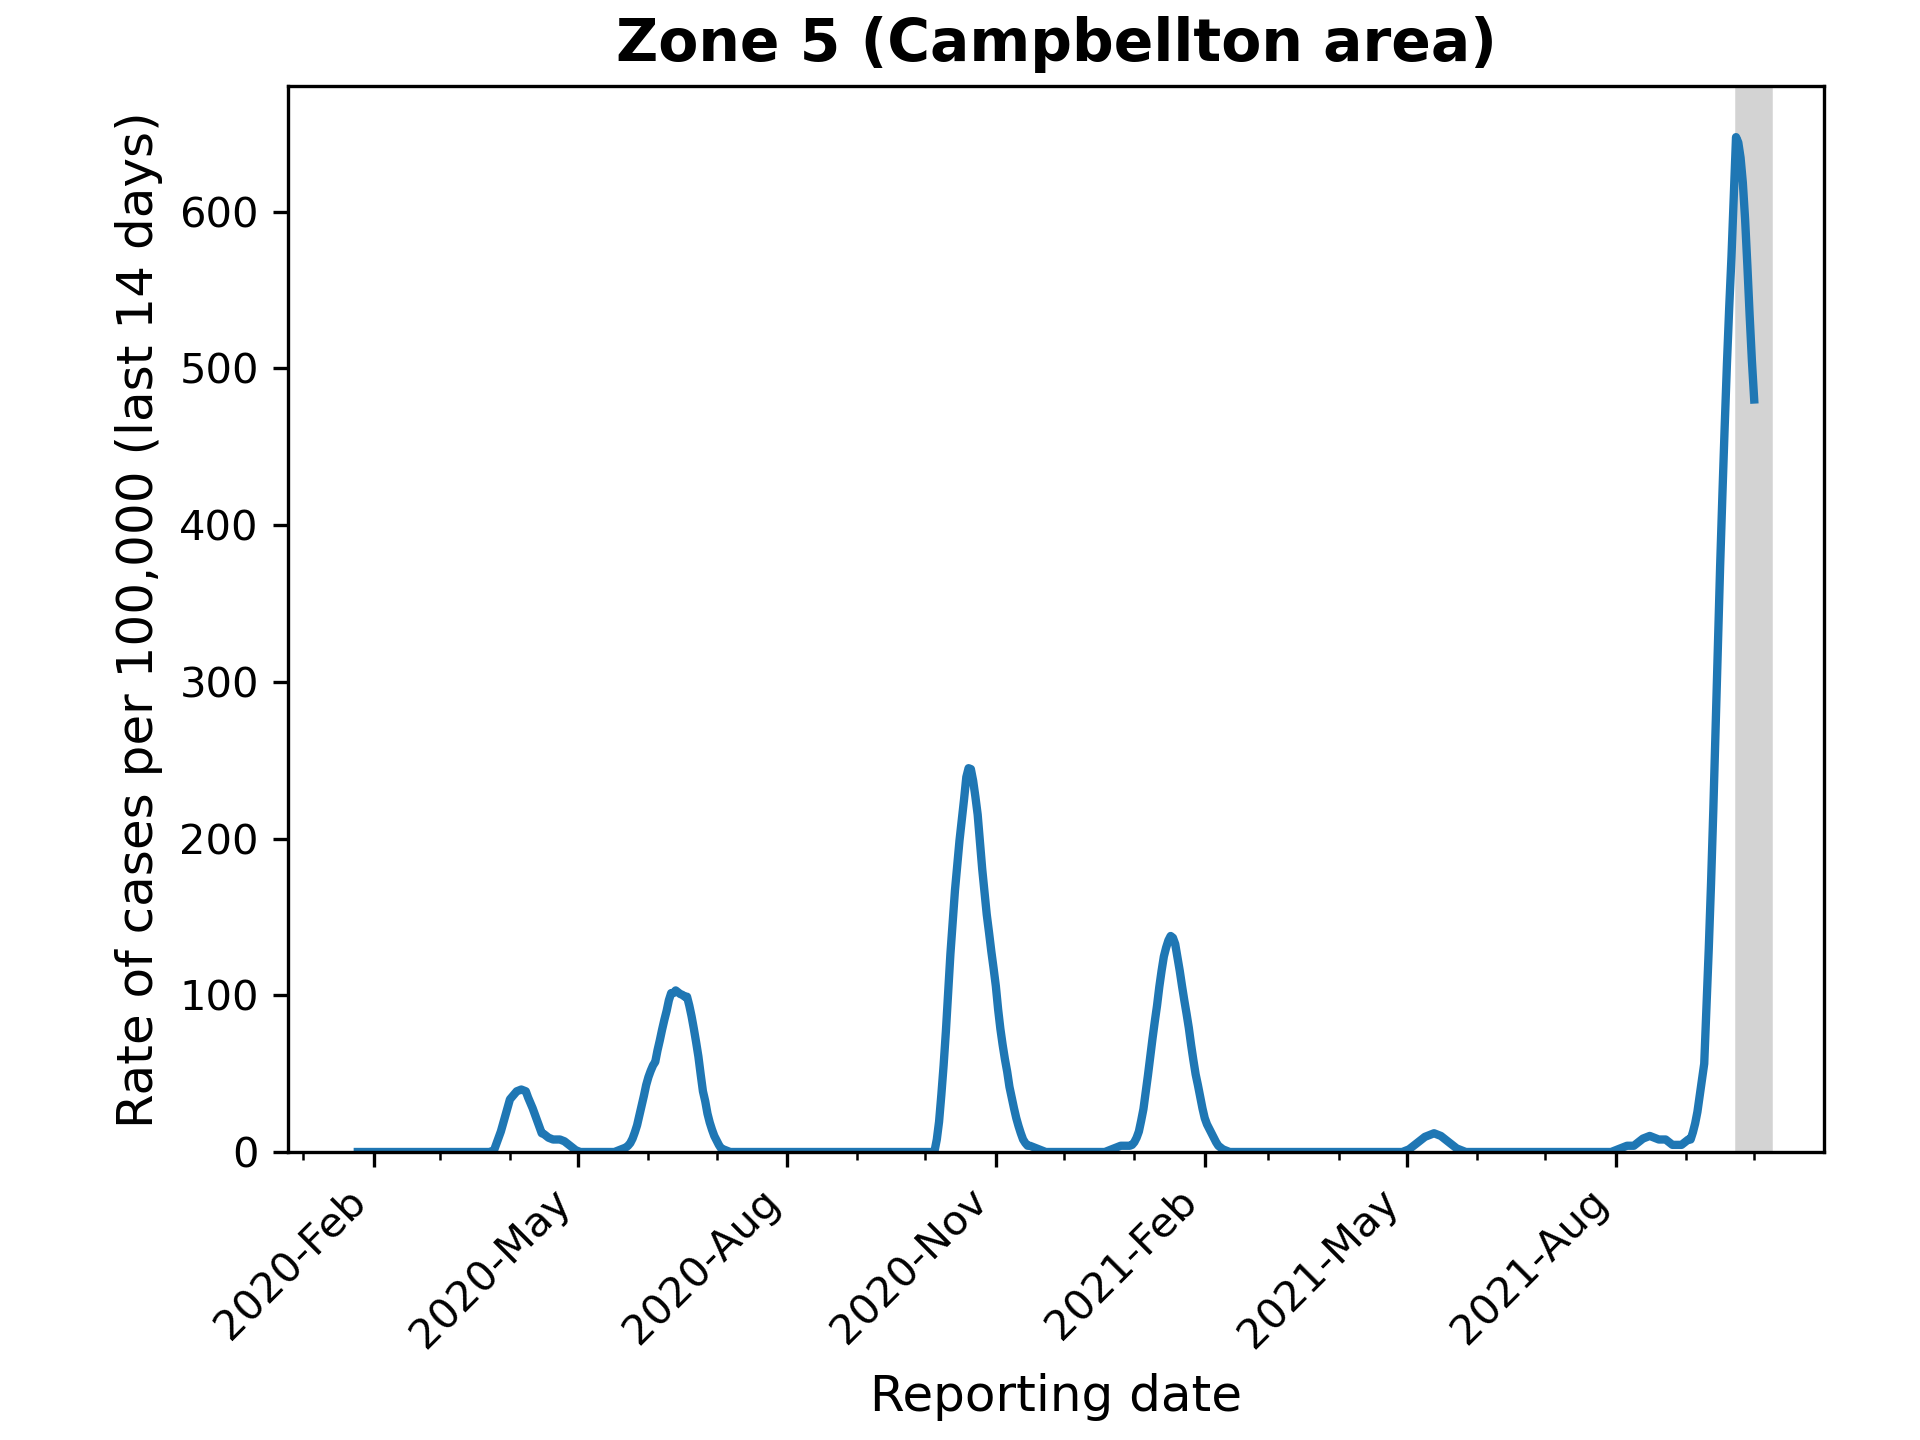 Zone 5 (Campbellton area)
Rate of cases per 100,000 (last 14 days)
600
500
400
300
200
100
0
2020-Feb
2020-May
2020-Aug
2020-Nov
2021-Feb
2021-May
2021-Aug
Reporting date